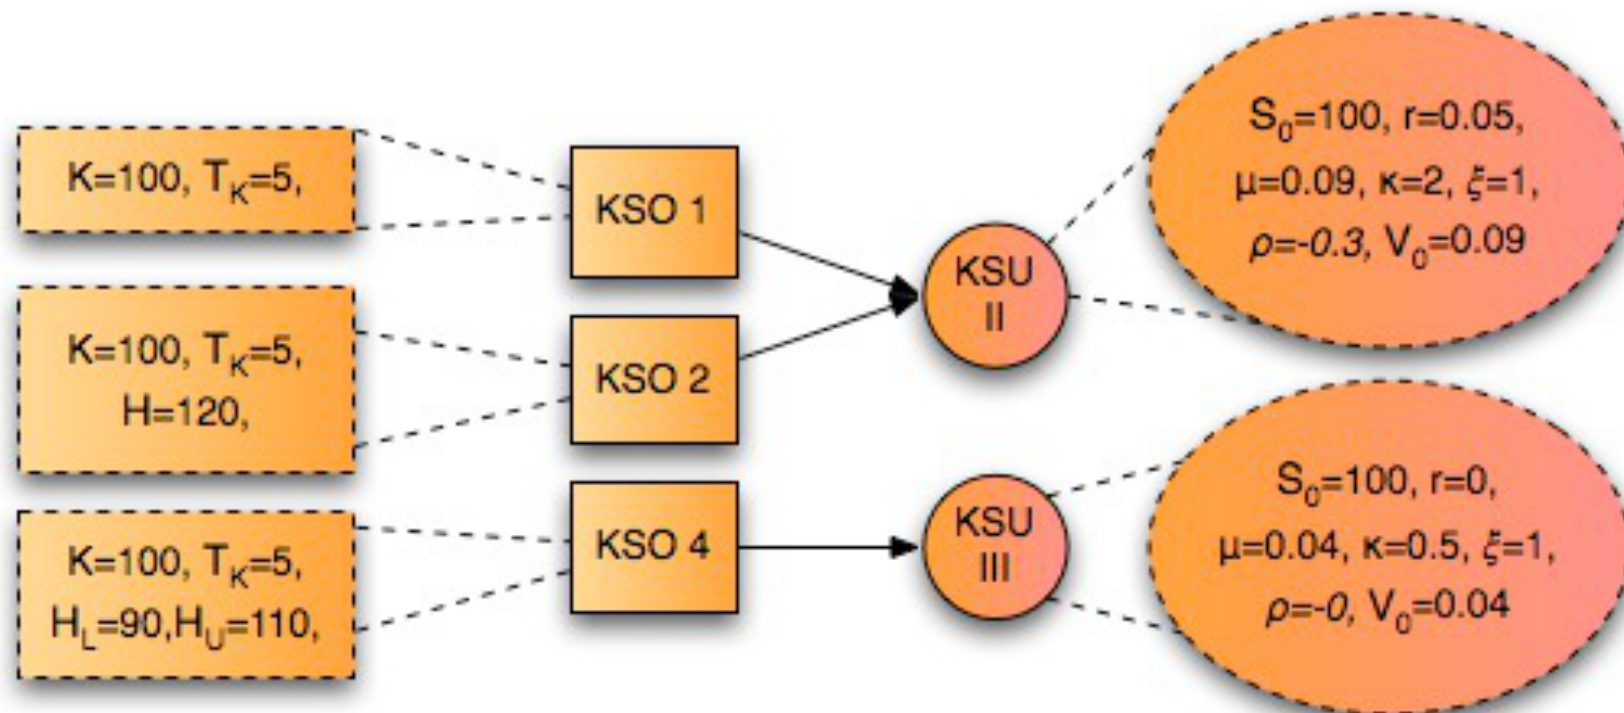 K=100, T_K=5,
KSO 1
K=100, T_K=5,
H=120,
KSO 2
K=100, T_K=5,
H_L=90,H_U=110,
KSO 4
KSU
II
KSU
III
S_0=100, r=0.05,
μ=0.09, κ=2, ξ=1,
ρ=-0.3, V_0=0.09
S_0=100, r=0,
μ=0.04, κ=0.5, ξ=1,
ρ=-0, V_0=0.04